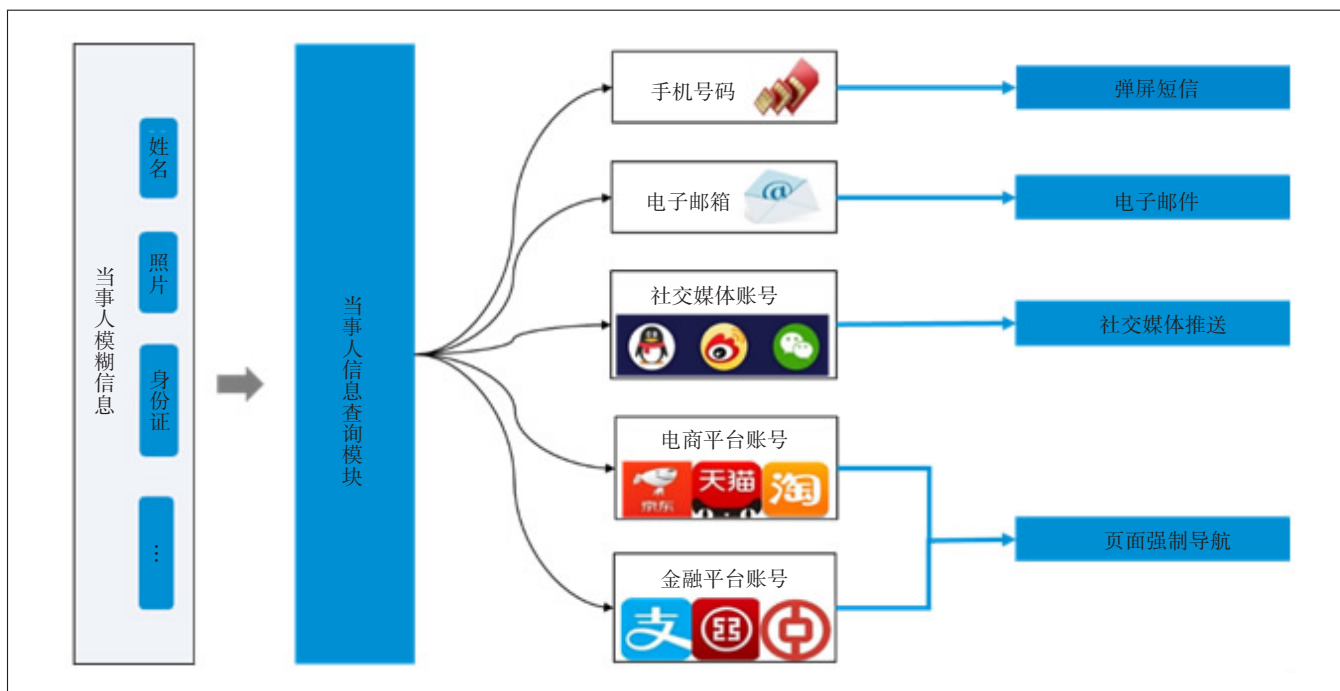 当事人模糊信息
姓名
照片
身份证
…
当事人信息查询模块
手机号码
弹屏短信
电子邮箱
@
电子邮件
社交媒体账号
社交媒体推送
电商平台账号
京东
天猫
淘
页面强制导航
金融平台账号
支